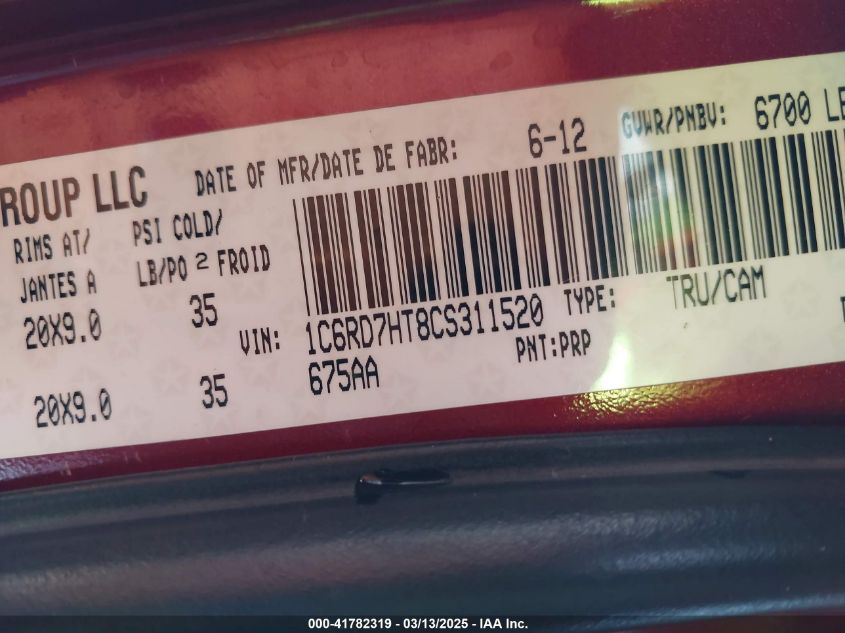 ROUP LLC
DATE OF MFR/DATE DE FABR: 6-12 GVWR/PNBV: 6700
RIMS AT/ PSI COLD/
JANTES A LB/PO 2 FROID
20X9.0 35
VIN: 1C6RD7HT8CS311520 TYPE: TRU/CAM
20X9.0 35 675AA PNT:PRP
000-41782319 - 03/13/2025 - IAA Inc.